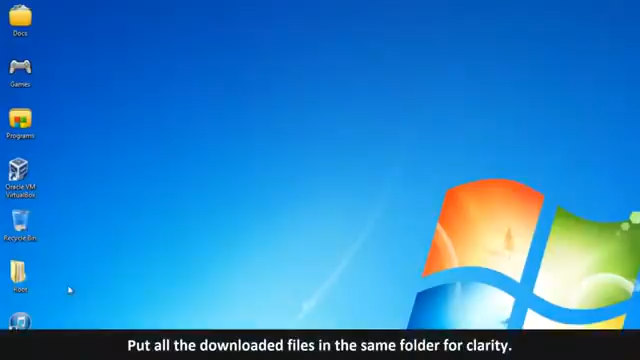 Docs
Games
Programs
Oracle VM
VirtualBox
Recycle Bin
Root
Put all the downloaded files in the same folder for clarity.